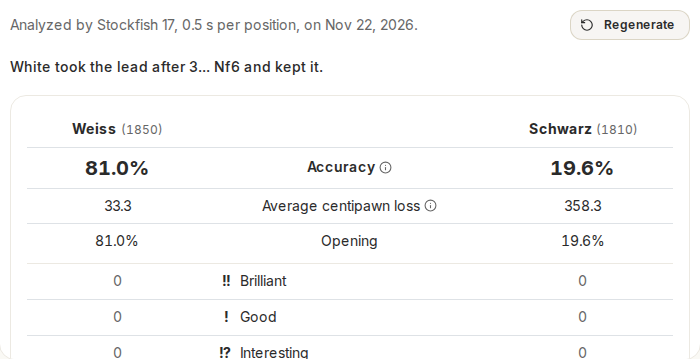 Analyzed by Stockfish 17, 0.5 s per position, on Nov 22, 2026.
Regenerate
White took the lead after 3... Nf6 and kept it.
Weiss (1850) Schwarz (1810)
81.0% Accuracy 19.6%
33.3 Average centipawn loss 358.3
81.0% Opening 19.6%
0 !! Brilliant 0
0 ! Good 0
0 !? Interesting 0